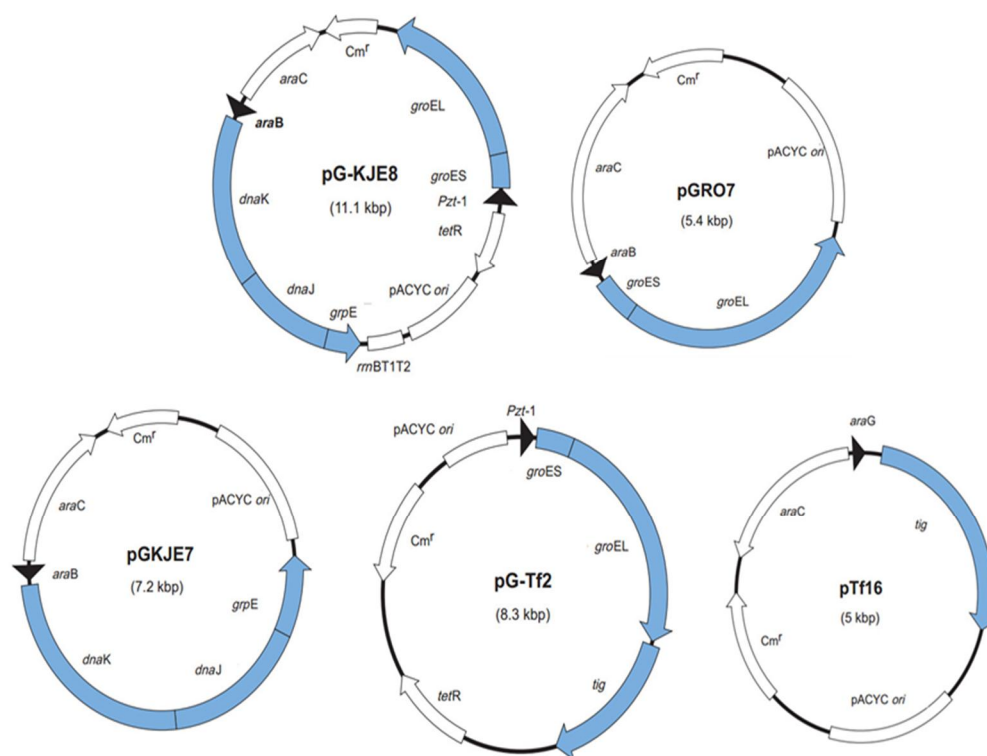 Cmʳ
araC
groEL
araB
pG-KJE8
(11.1 kbp)
dnaK
groES
Pzt-1
tetR
dnaJ
pACYC ori
grpE
rrnBT1T2
Cmʳ
pACYC ori
araC
pGRO7
(5.4 kbp)
araB
groES
groEL
Cmʳ
pACYC ori
araC
pGKJE7
(7.2 kbp)
araB
grpE
dnaK
dnaJ
Pzt-1
pACYC ori
groES
Cmʳ
groEL
pG-Tf2
(8.3 kbp)
tetR
tig
araG
araC
tig
pTf16
(5 kbp)
Cmʳ
pACYC ori